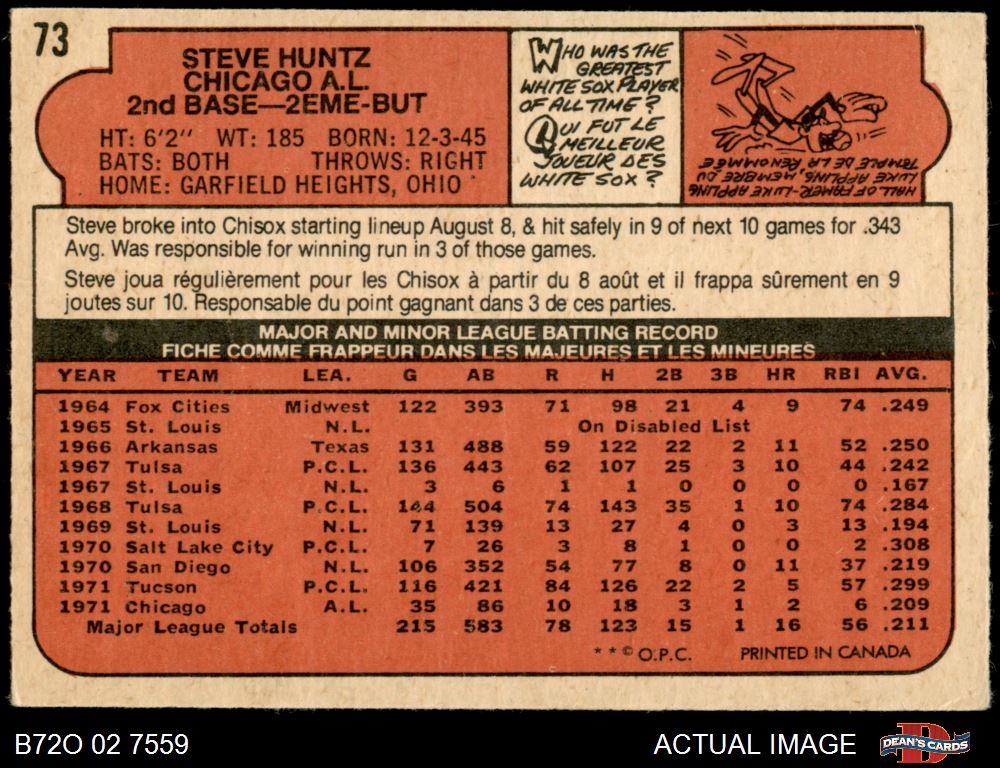 73
STEVE HUNTZ
CHICAGO A.L.
2nd BASE—2EME-BUT
HT: 6'2" WT: 185 BORN: 12-3-45
BATS: BOTH THROWS: RIGHT
HOME: GARFIELD HEIGHTS, OHIO
WHO WAS THE
GREATEST
WHITE SOX PLAYER
OF ALL TIME?
QUI FUT LE
MEILLEUR
JOUEUR DES
WHITE SOX?
HALL OF FAMER-LUKE APPLING
LUKE APPLING, MEMBRE DU
TEMPLE DE LA RENOMMÉE
Steve broke into Chisox starting lineup August 8, & hit safely in 9 of next 10 games for .343
Avg. Was responsible for winning run in 3 of those games.
Steve joua régulièrement pour les Chisox à partir du 8 août et il frappa sûrement en 9
joutes sur 10. Responsable du point gagnant dans 3 de ces parties.
MAJOR AND MINOR LEAGUE BATTING RECORD
FICHE COMME FRAPPEUR DANS LES MAJEURES ET LES MINEURES
YEAR TEAM LEA. G AB R H 2B 3B HR RBI AVG.
1964 Fox Cities Midwest 122 393 71 98 21 4 9 74 .249
1965 St. Louis N.L. On Disabled List
1966 Arkansas Texas 131 488 59 122 22 2 11 52 .250
1967 Tulsa P.C.L. 136 443 62 107 25 3 10 44 .242
1967 St. Louis N.L. 3 6 1 1 0 0 0 0 .167
1968 Tulsa P.C.L. 144 504 74 143 35 1 10 74 .284
1969 St. Louis N.L. 71 139 13 27 4 0 3 13 .194
1970 Salt Lake City P.C.L. 7 26 3 8 1 0 0 2 .308
1970 San Diego N.L. 106 352 54 77 8 0 11 37 .219
1971 Tucson P.C.L. 116 421 84 126 22 2 5 57 .299
1971 Chicago A.L. 35 86 10 18 3 1 2 6 .209
Major League Totals 215 583 78 123 15 1 16 56 .211
* * © O.P.C. PRINTED IN CANADA
B72O 02 7559
ACTUAL IMAGE
D
DEAN'S CARDS